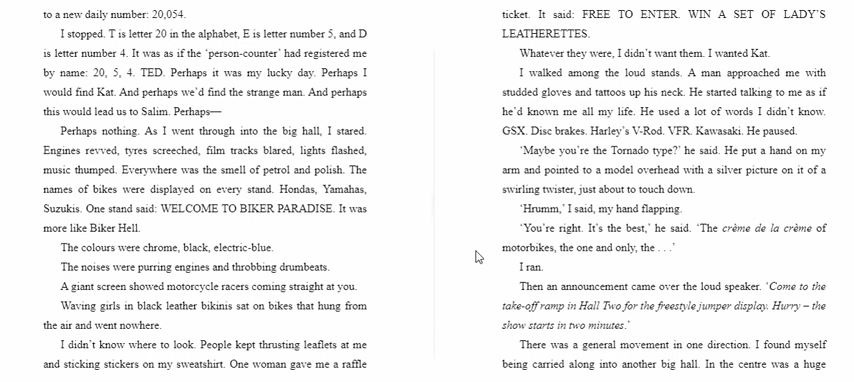 to a new daily number: 20,054.
I stopped. T is letter 20 in the alphabet, E is letter number 5, and D
is letter number 4. It was as if the ‘person-counter’ had registered me
by name: 20, 5, 4. TED. Perhaps it was my lucky day. Perhaps I
would find Kat. And perhaps we’d find the strange man. And perhaps
this would lead us to Salim. Perhaps—
Perhaps nothing. As I went through into the big hall, I stared.
Engines revved, tyres screeched, film tracks blared, lights flashed,
music thumped. Everywhere was the smell of petrol and polish. The
names of bikes were displayed on every stand. Hondas, Yamahas,
Suzukis. One stand said: WELCOME TO BIKER PARADISE. It was
more like Biker Hell.
The colours were chrome, black, electric-blue.
The noises were purring engines and throbbing drumbeats.
A giant screen showed motorcycle racers coming straight at you.
Waving girls in black leather bikinis sat on bikes that hung from
the air and went nowhere.
I didn’t know where to look. People kept thrusting leaflets at me
and sticking stickers on my sweatshirt. One woman gave me a raffle
ticket. It said: FREE TO ENTER. WIN A SET OF LADY’S
LEATHERETTES.
Whatever they were, I didn’t want them. I wanted Kat.
I walked among the loud stands. A man approached me with
studded gloves and tattoos up his neck. He started talking to me as if
he’d known me all my life. He used a lot of words I didn’t know.
GSX. Disc brakes. Harley’s V-Rod. VFR. Kawasaki. He paused.
‘Maybe you’re the Tornado type?’ he said. He put a hand on my
arm and pointed to a model overhead with a silver picture on it of a
swirling twister, just about to touch down.
‘Hrumm,’ I said, my hand flapping.
‘You’re right. It’s the best,’ he said. ‘The crème de la crème of
motorbikes, the one and only, the . . .’
I ran.
Then an announcement came over the loud speaker. ‘Come to the
take-off ramp in Hall Two for the freestyle jumper display. Hurry – the
show starts in two minutes.’
There was a general movement in one direction. I found myself
being carried along into another big hall. In the centre was a huge